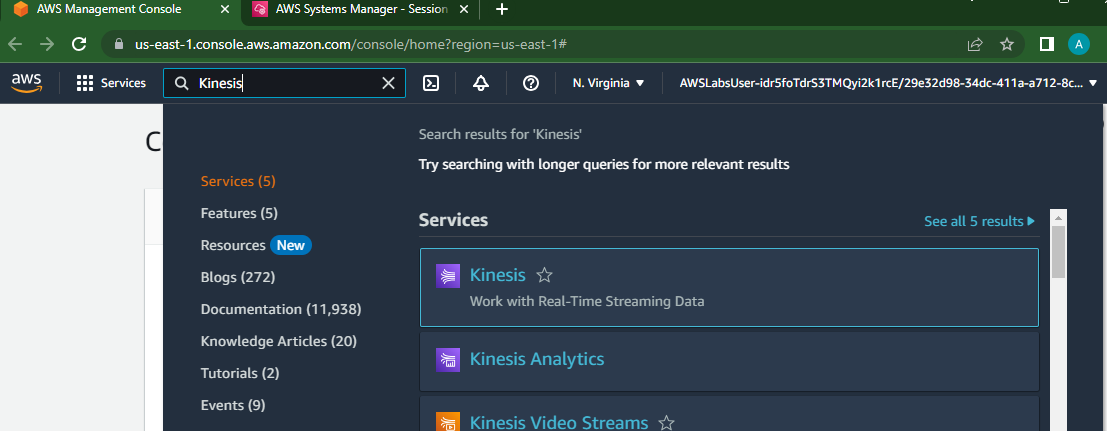 AWS Management Console
AWS Systems Manager - Session
us-east-1.console.aws.amazon.com/console/home?region=us-east-1#
A
aws
Services
Kinesis
N. Virginia
AWSLabsUser-idr5foTdrS3TMQyi2k1rcE/29e32d98-34dc-411a-a712-8c...
C
Search results for 'Kinesis'
Try searching with longer queries for more relevant results
Services (5)
Features (5)
Resources New
Blogs (272)
Documentation (11,938)
Knowledge Articles (20)
Tutorials (2)
Events (9)
Services
See all 5 results
Kinesis
Work with Real-Time Streaming Data
Kinesis Analytics
Kinesis Video Streams